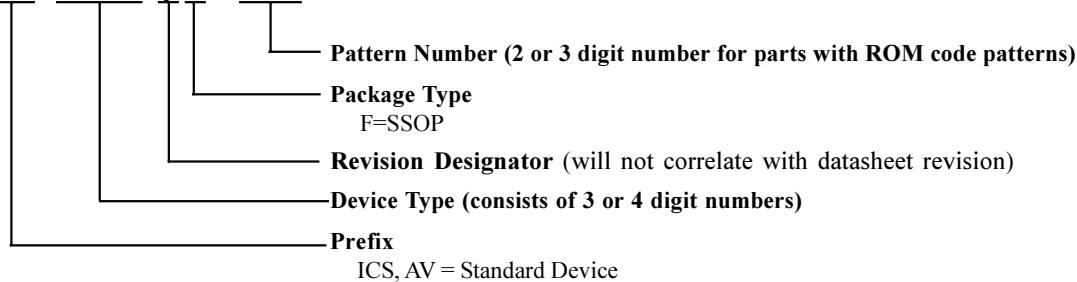 Pattern Number (2 or 3 digit number for parts with ROM code patterns)
Package Type
F=SSOP
Revision Designator (will not correlate with datasheet revision)
Device Type (consists of 3 or 4 digit numbers)
Prefix
ICS, AV = Standard Device